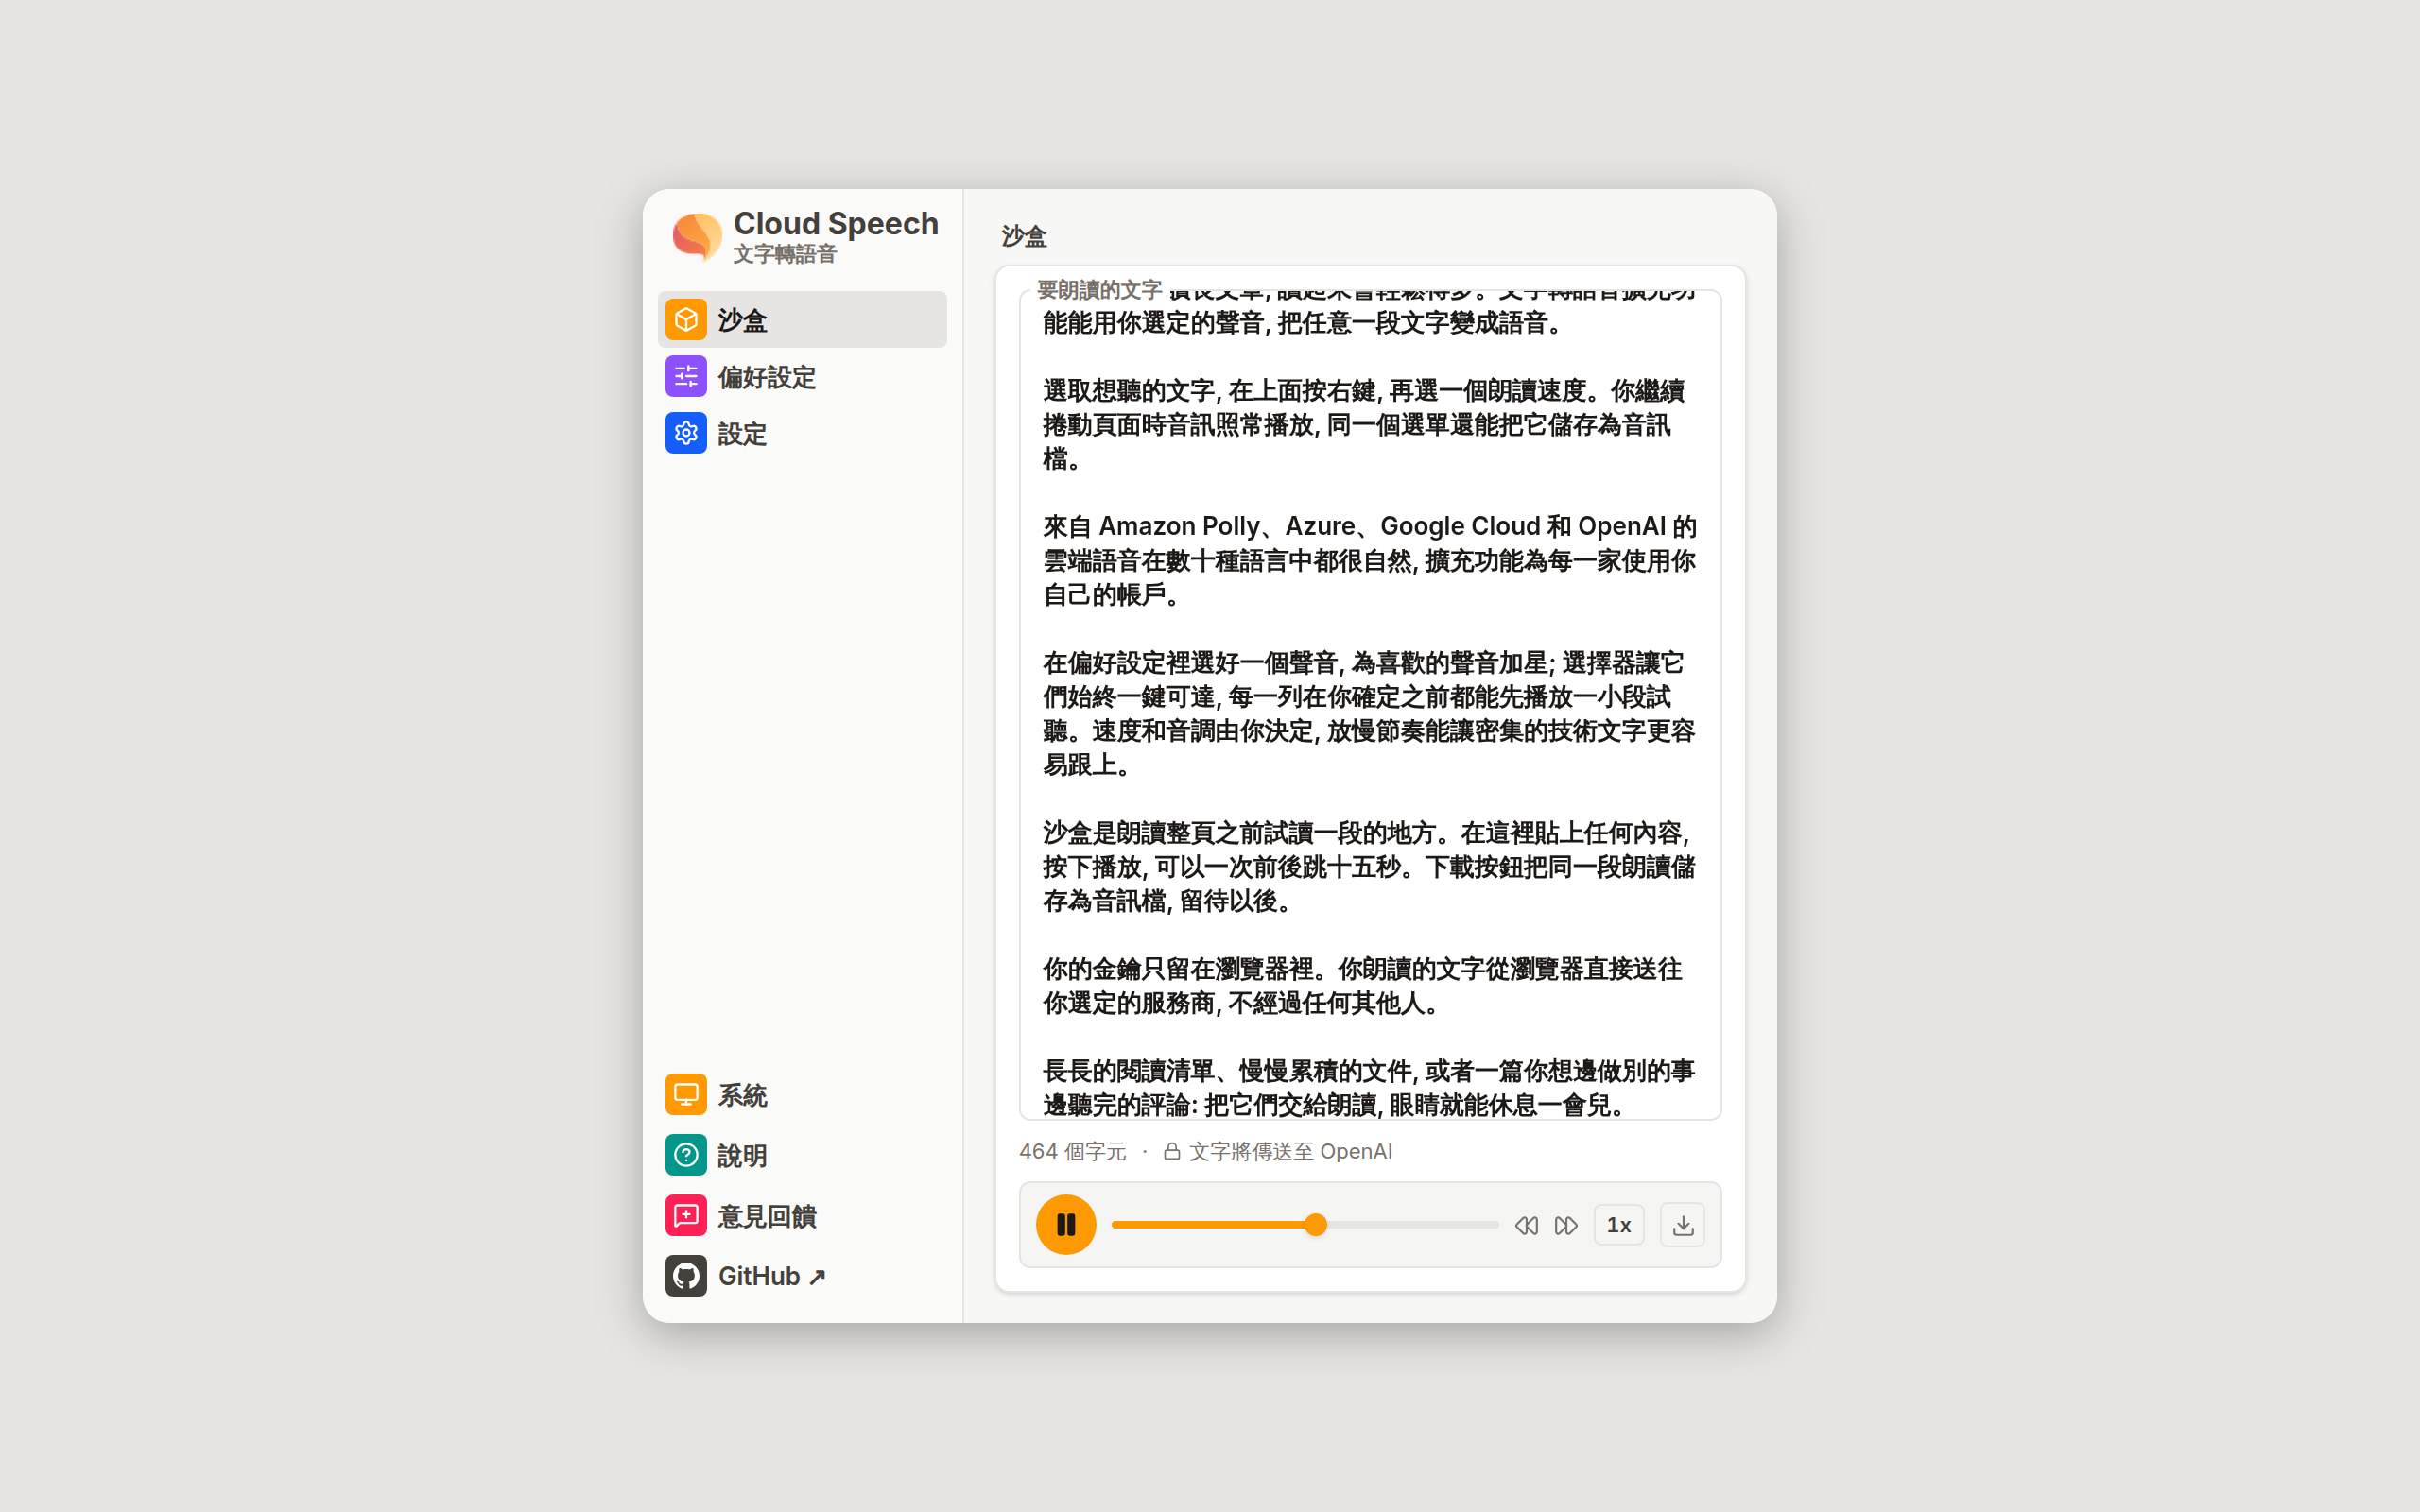 Cloud Speech
文字轉語音
沙盒
偏好設定
設定
系統
說明
意見回饋
GitHub ↗
沙盒
要朗讀的文字
能能用你選定的聲音, 把任意一段文字變成語音。
選取想聽的文字, 在上面按右鍵, 再選一個朗讀速度。你繼續
捲動頁面時音訊照常播放, 同一個選單還能把它儲存為音訊
檔。
來自 Amazon Polly、Azure、Google Cloud 和 OpenAI 的
雲端語音在數十種語言中都很自然, 擴充功能為每一家使用你
自己的帳戶。
在偏好設定裡選好一個聲音, 為喜歡的聲音加星; 選擇器讓它
們始終一鍵可達, 每一列在你確定之前都能先播放一小段試
聽。速度和音調由你決定, 放慢節奏能讓密集的技術文字更容
易跟上。
沙盒是朗讀整頁之前試讀一段的地方。在這裡貼上任何內容,
按下播放, 可以一次前後跳十五秒。下載按鈕把同一段朗讀儲
存為音訊檔, 留待以後。
你的金鑰只留在瀏覽器裡。你朗讀的文字從瀏覽器直接送往
你選定的服務商, 不經過任何其他人。
長長的閱讀清單、慢慢累積的文件, 或者一篇你想邊做別的事
邊聽完的評論: 把它們交給朗讀, 眼睛就能休息一會兒。
464 個字元 · 文字將傳送至 OpenAI
1x